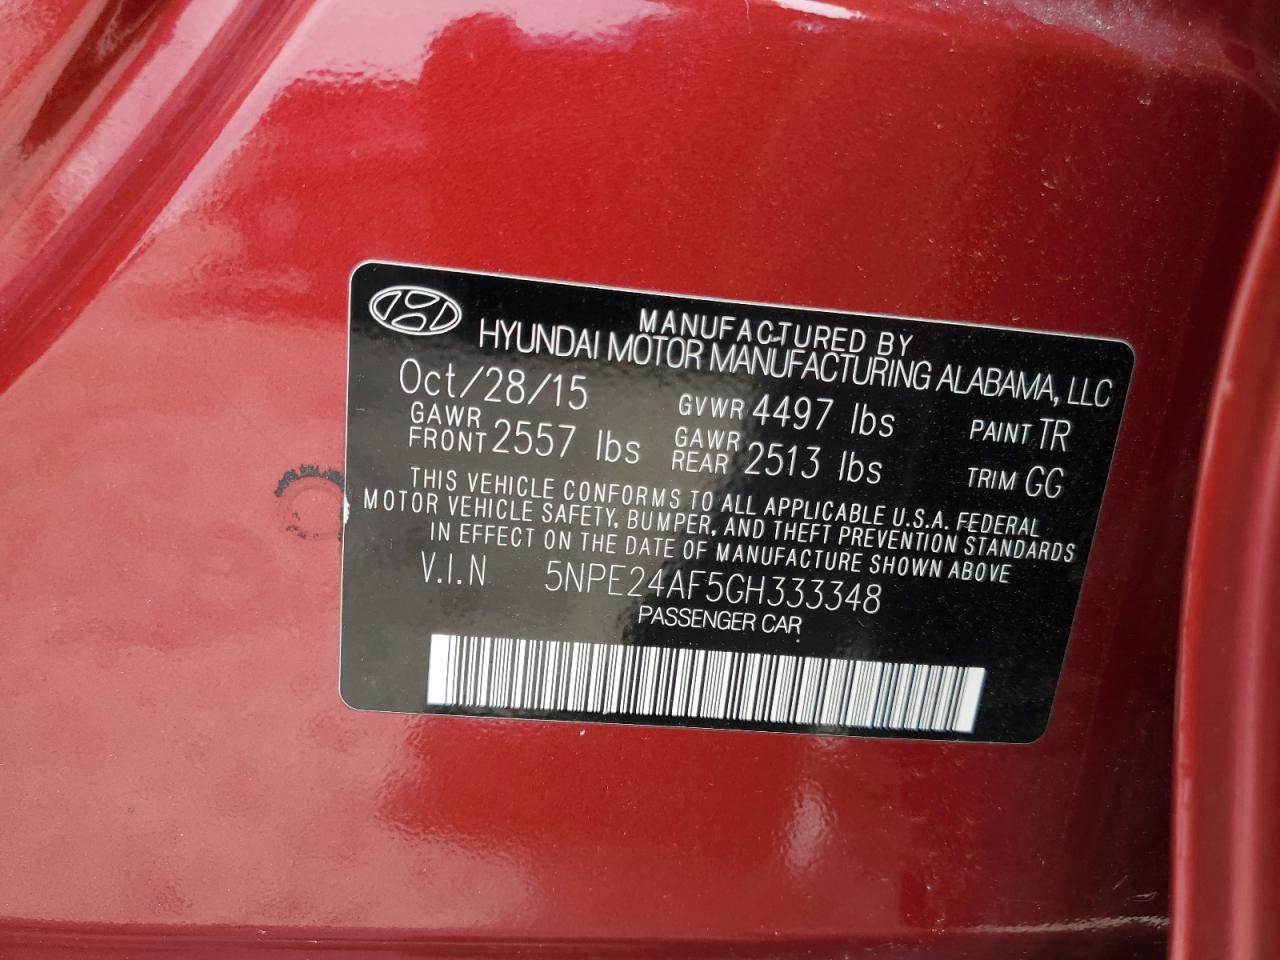 MANUFACTURED BY
HYUNDAI MOTOR MANUFACTURING ALABAMA, LLC
Oct/28/15 GVWR 4497 lbs PAINT TR
GAWR FRONT 2557 lbs GAWR REAR 2513 lbs TRIM GG
THIS VEHICLE CONFORMS TO ALL APPLICABLE U.S.A. FEDERAL
MOTOR VEHICLE SAFETY, BUMPER, AND THEFT PREVENTION STANDARDS
IN EFFECT ON THE DATE OF MANUFACTURE SHOWN ABOVE
V.I.N 5NPE24AF5GH333348
PASSENGER CAR